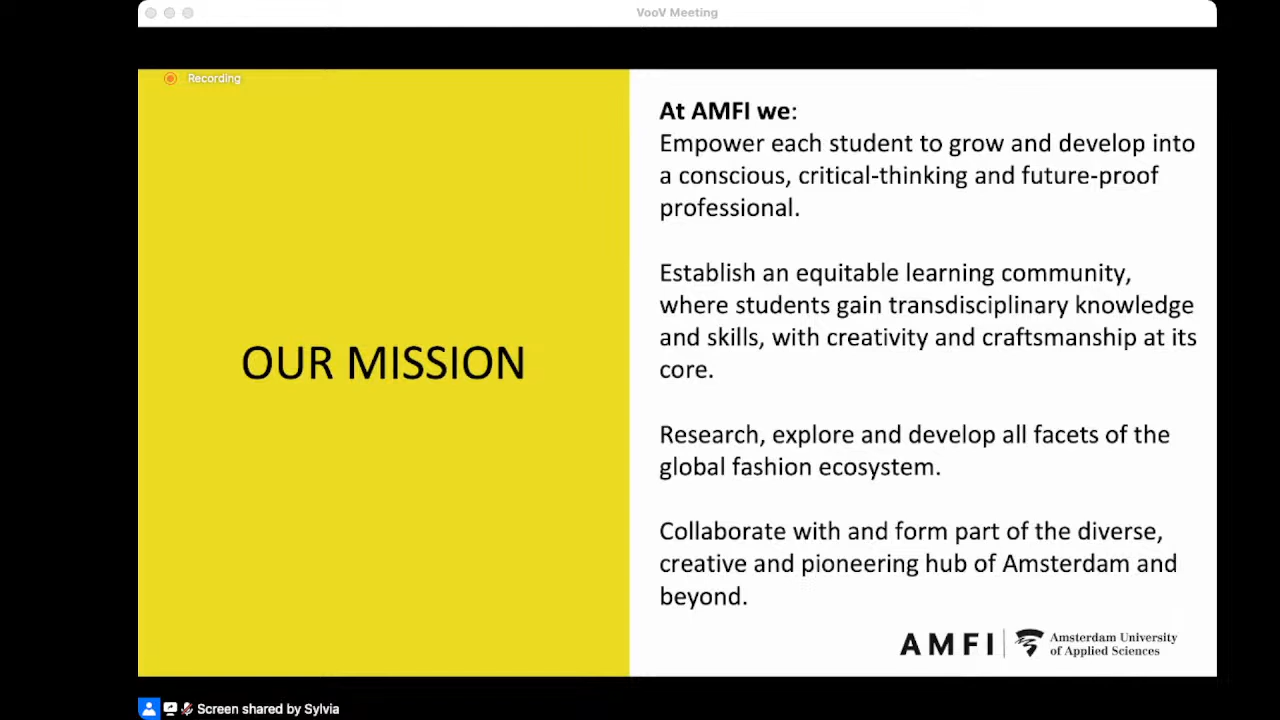 VooV Meeting
Recording
At AMFI we:
Empower each student to grow and develop into
a conscious, critical-thinking and future-proof
professional.
Establish an equitable learning community,
where students gain transdisciplinary knowledge
and skills, with creativity and craftsmanship at its
core.
OUR MISSION
Research, explore and develop all facets of the
global fashion ecosystem.
Collaborate with and form part of the diverse,
creative and pioneering hub of Amsterdam and
beyond.
AMFI
Amsterdam University
of Applied Sciences
Screen shared by Sylvia